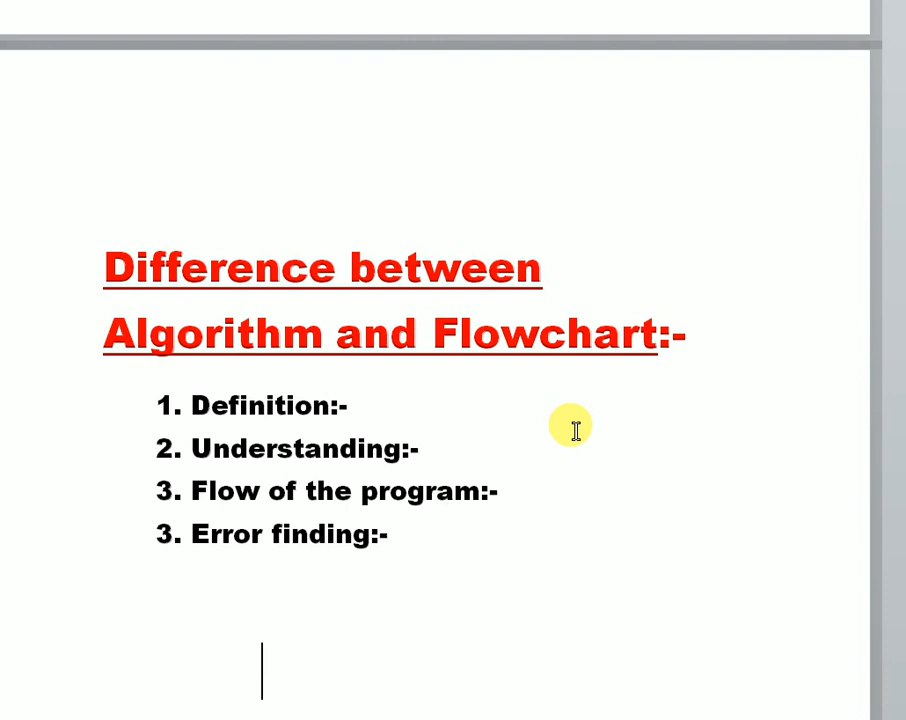 Difference between
Algorithm and Flowchart:-
1. Definition:-
2. Understanding:-
3. Flow of the program:-
3. Error finding:-